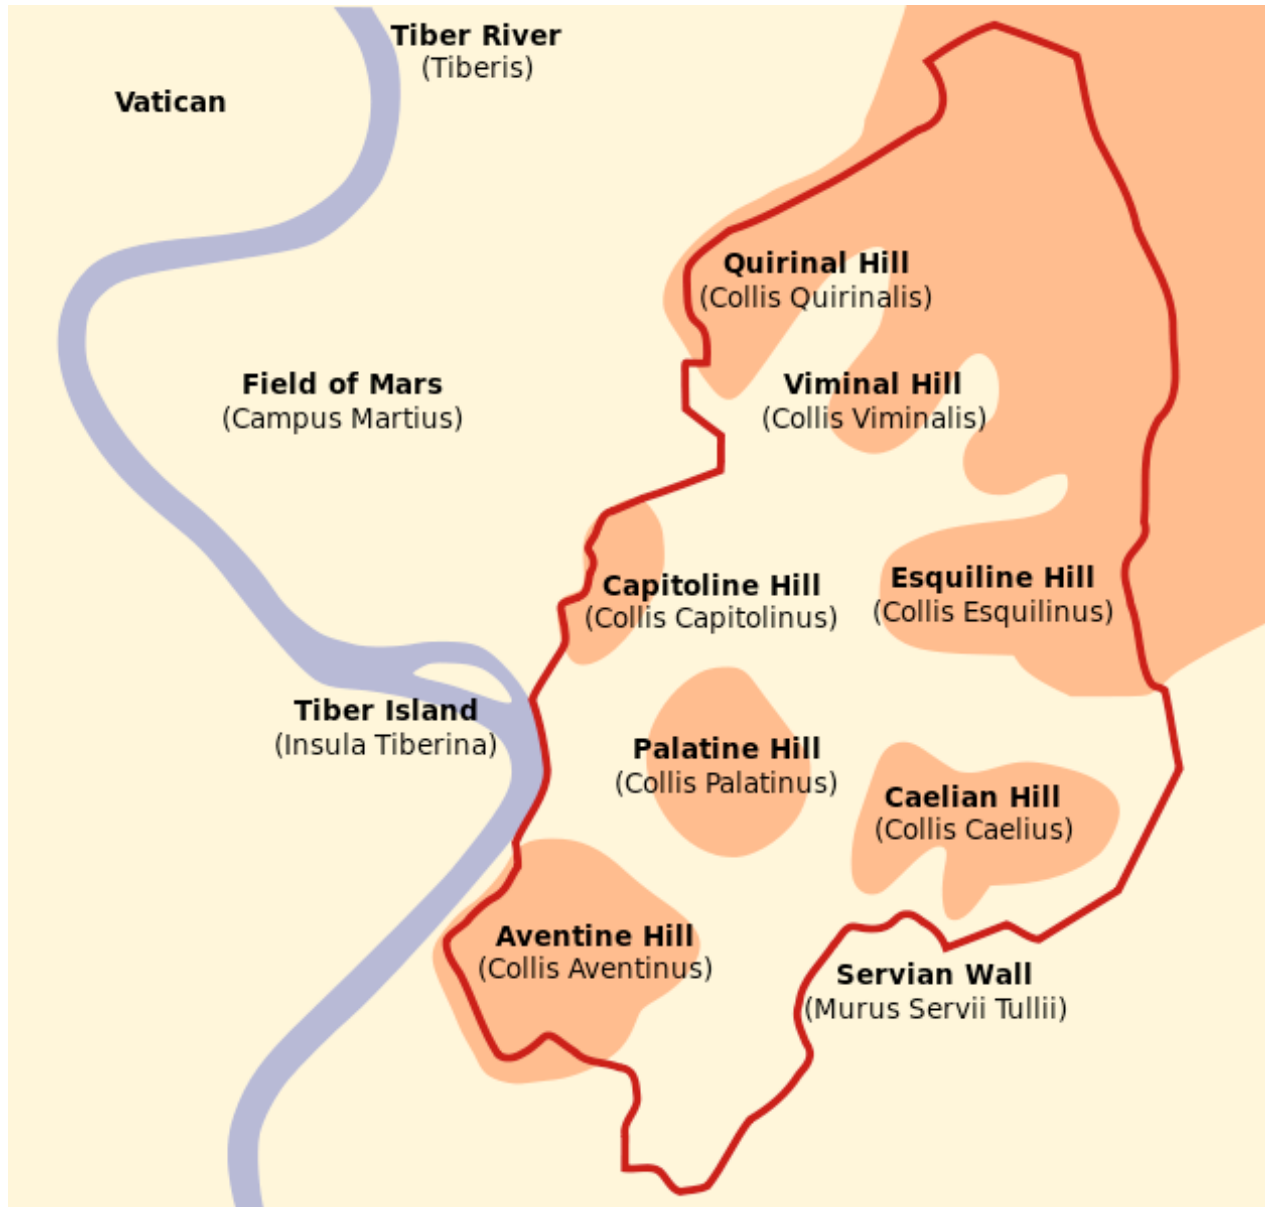 Tiber River
(Tiberis)
Vatican
Quirinal Hill
(Collis Quirinalis)
Field of Mars
(Campus Martius)
Viminal Hill
(Collis Viminalis)
Capitoline Hill
(Collis Capitolinus)
Esquiline Hill
(Collis Esquilinus)
Tiber Island
(Insula Tiberina)
Palatine Hill
(Collis Palatinus)
Caelian Hill
(Collis Caelius)
Aventine Hill
(Collis Aventinus)
Servian Wall
(Murus Servii Tullii)